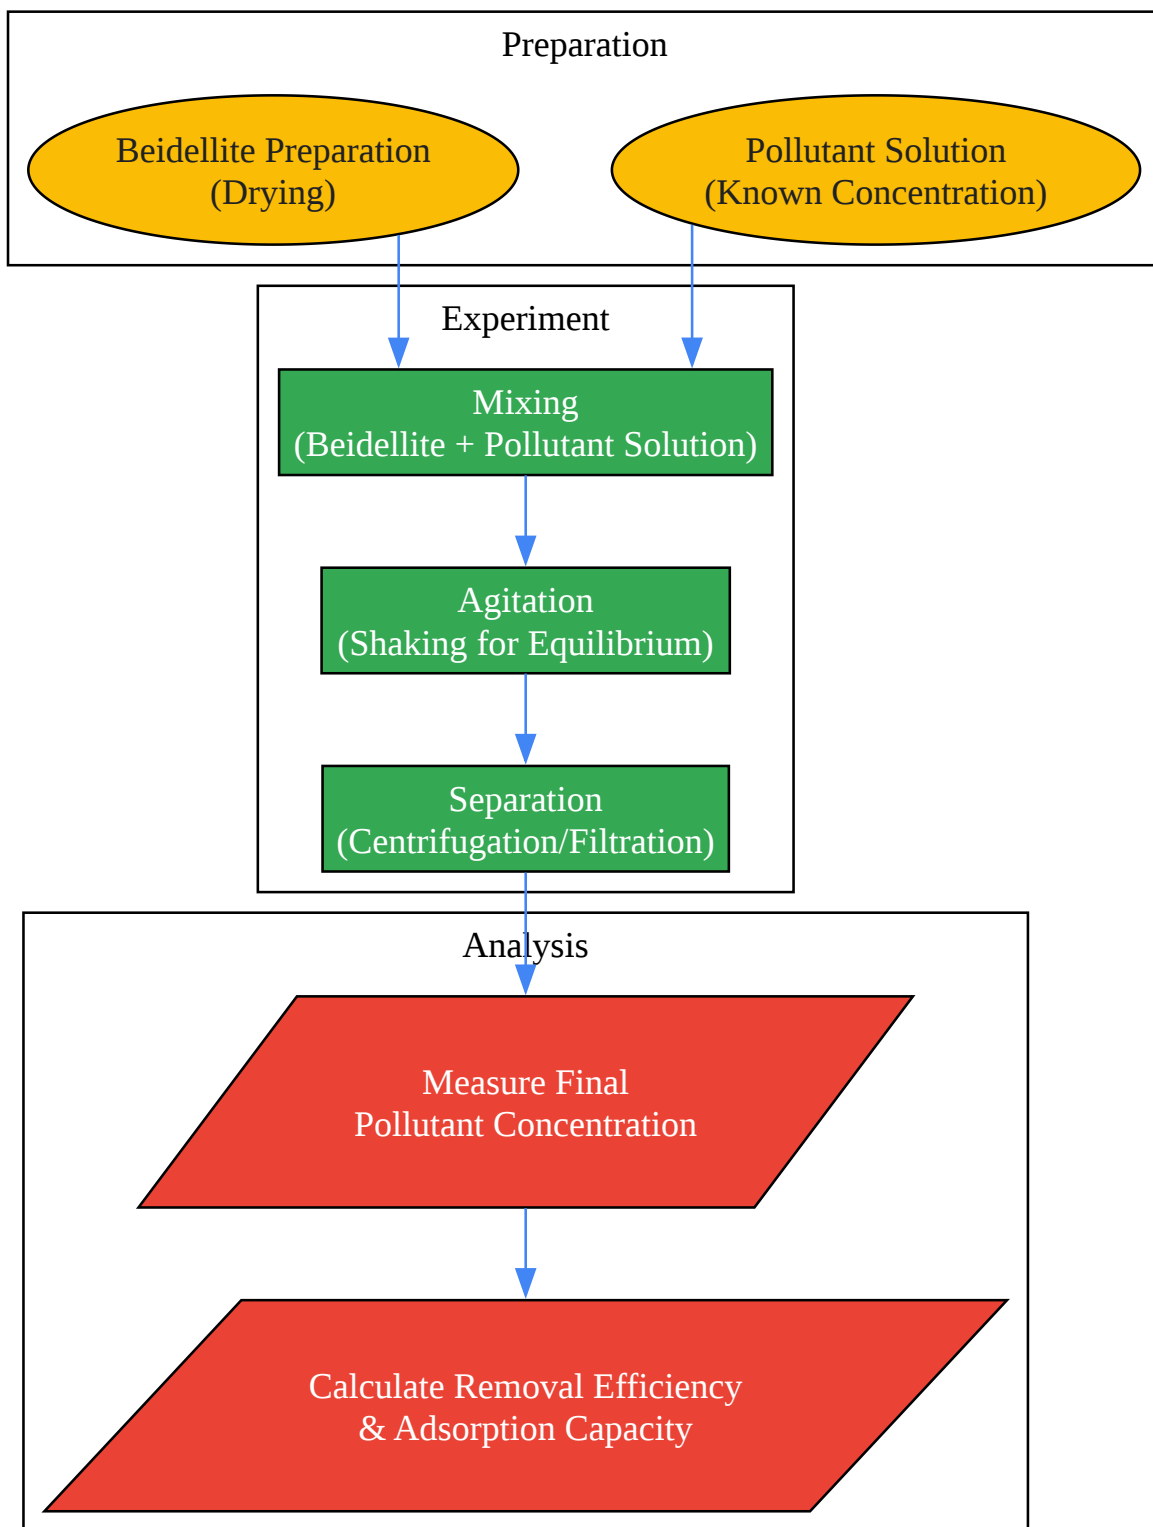 Preparation
Beidellite Preparation
(Drying)
Pollutant Solution
(Known Concentration)
Experiment
Mixing
(Beidellite + Pollutant Solution)
Agitation
(Shaking for Equilibrium)
Separation
(Centrifugation/Filtration)
Analysis
Measure Final
Pollutant Concentration
Calculate Removal Efficiency
& Adsorption Capacity